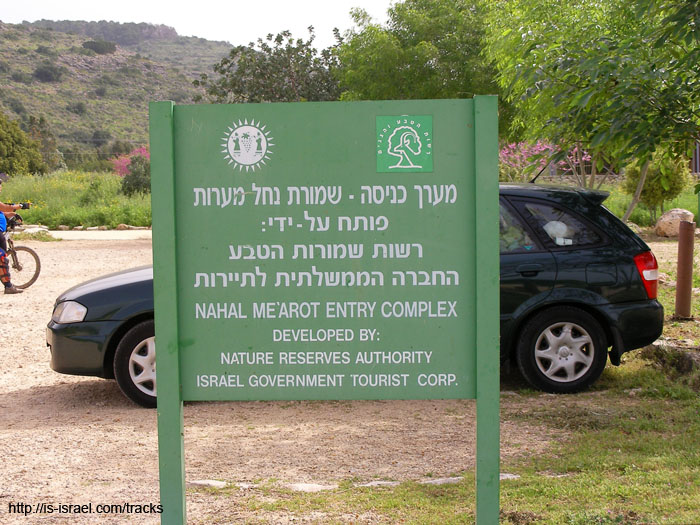 מערך כניסה - שמורת נחל מערות
פותח על-ידי:
רשות שמורות הטבע
החברה הממשלתית לתיירות
NAHAL ME'AROT ENTRY COMPLEX
DEVELOPED BY:
NATURE RESERVES AUTHORITY
ISRAEL GOVERNMENT TOURIST CORP.
http://is-israel.com/tracks